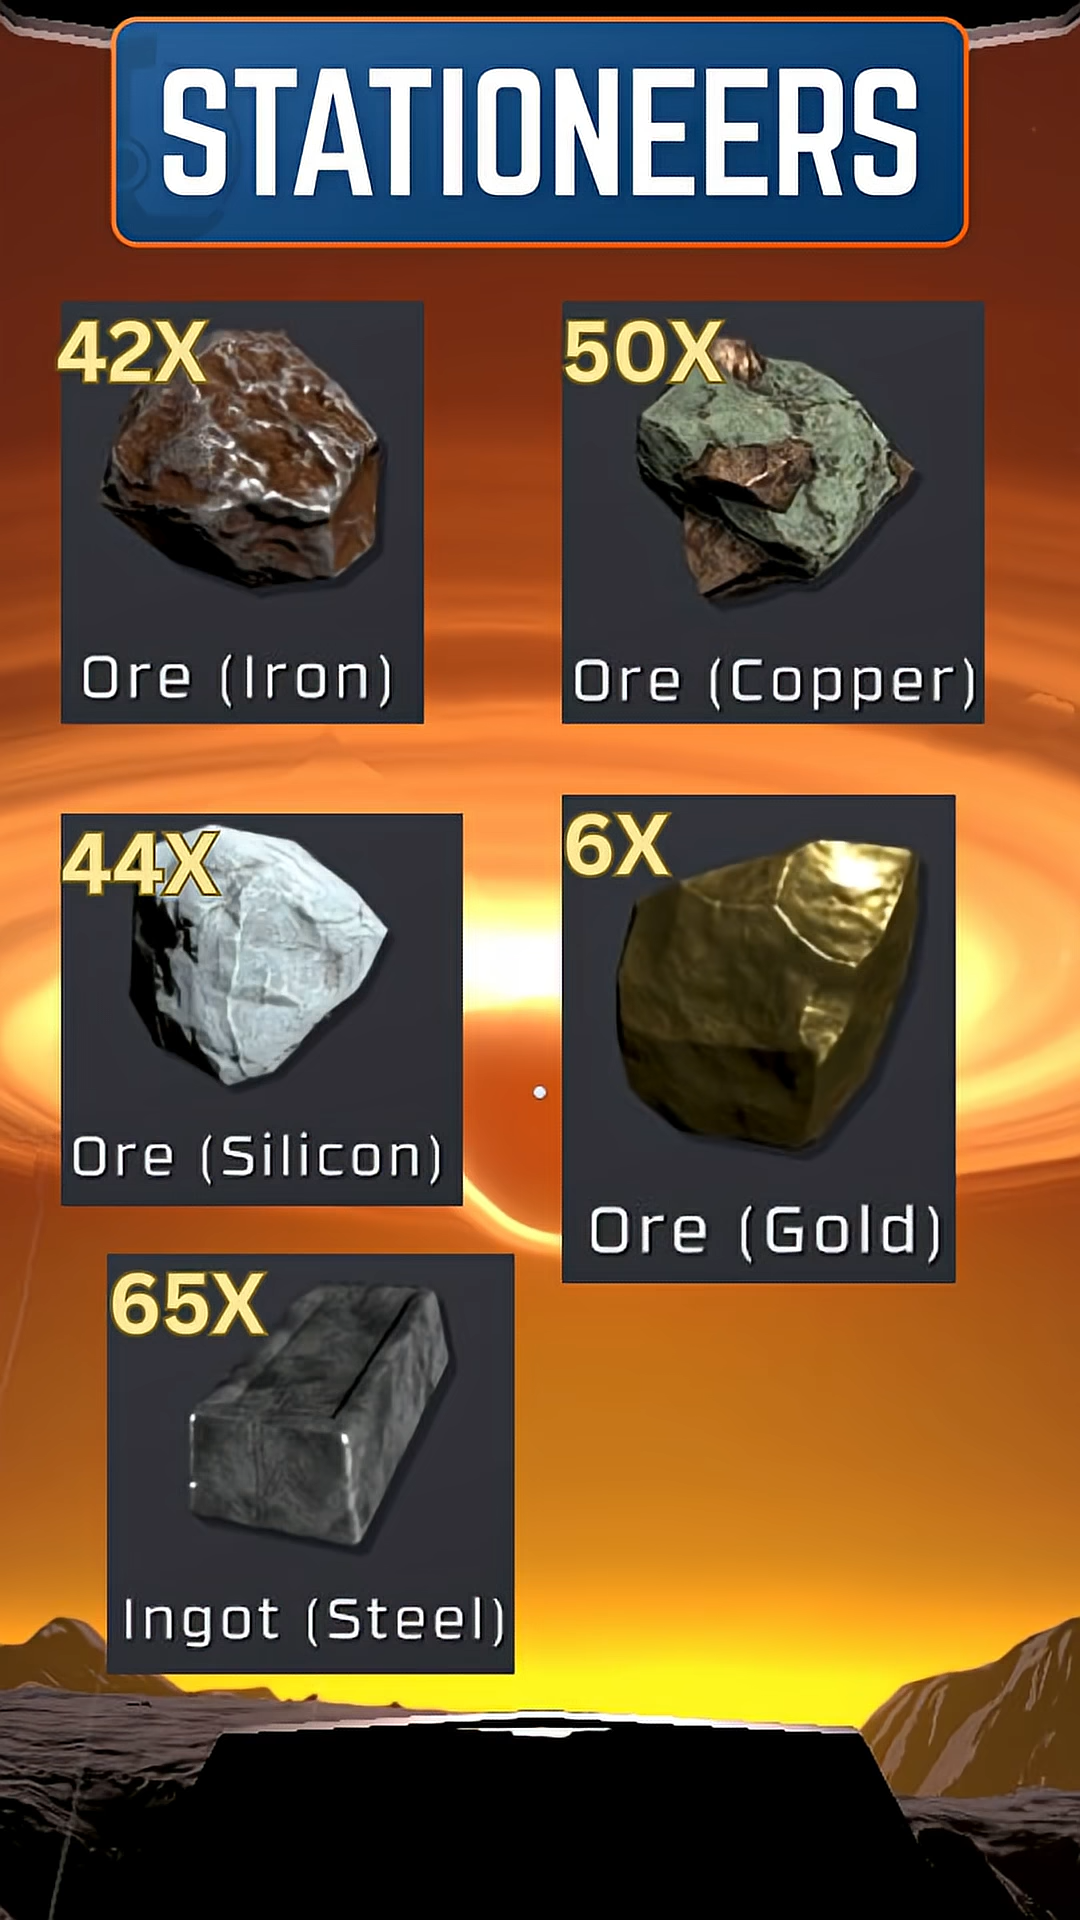 STATIONEERS
42X
Ore (Iron)
50X
Ore (Copper)
44X
Ore (Silicon)
6X
Ore (Gold)
65X
Ingot (Steel)